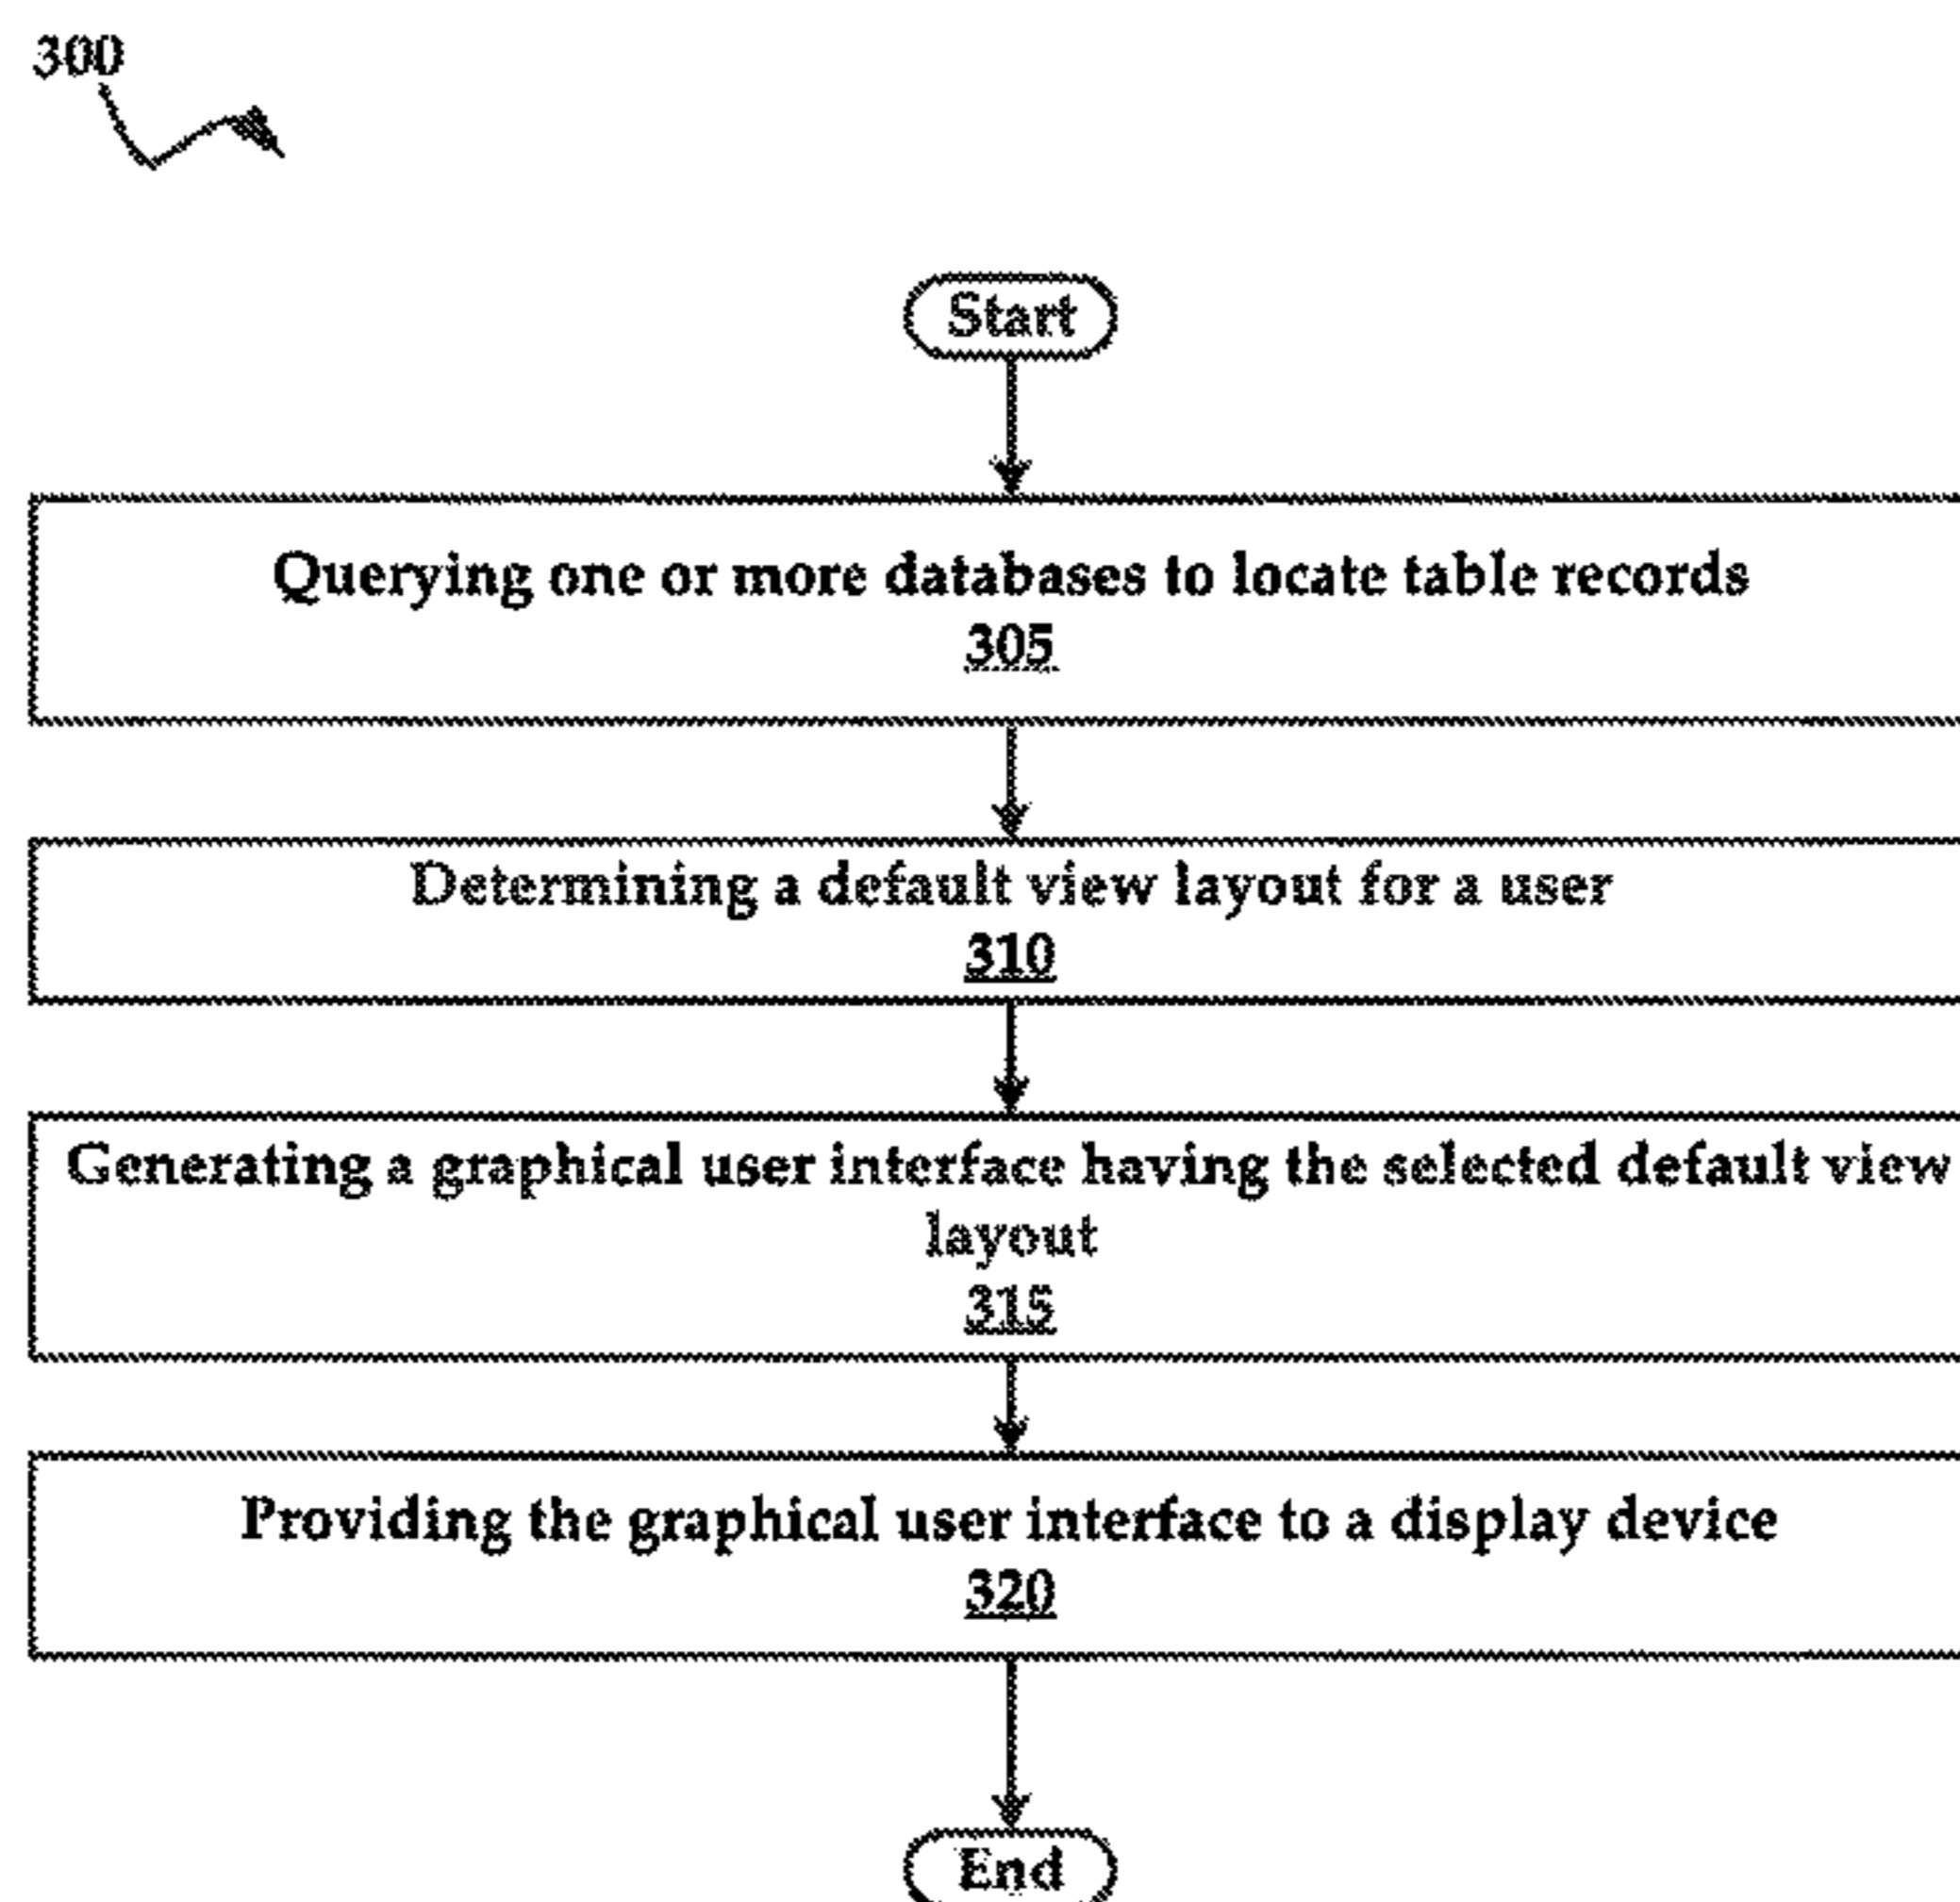 300
Start
Querying one or more databases to locate table records
305
Determining a default view layout for a user
310
Generating a graphical user interface having the selected default view
layout
315
Providing the graphical user interface to a display device
320
End